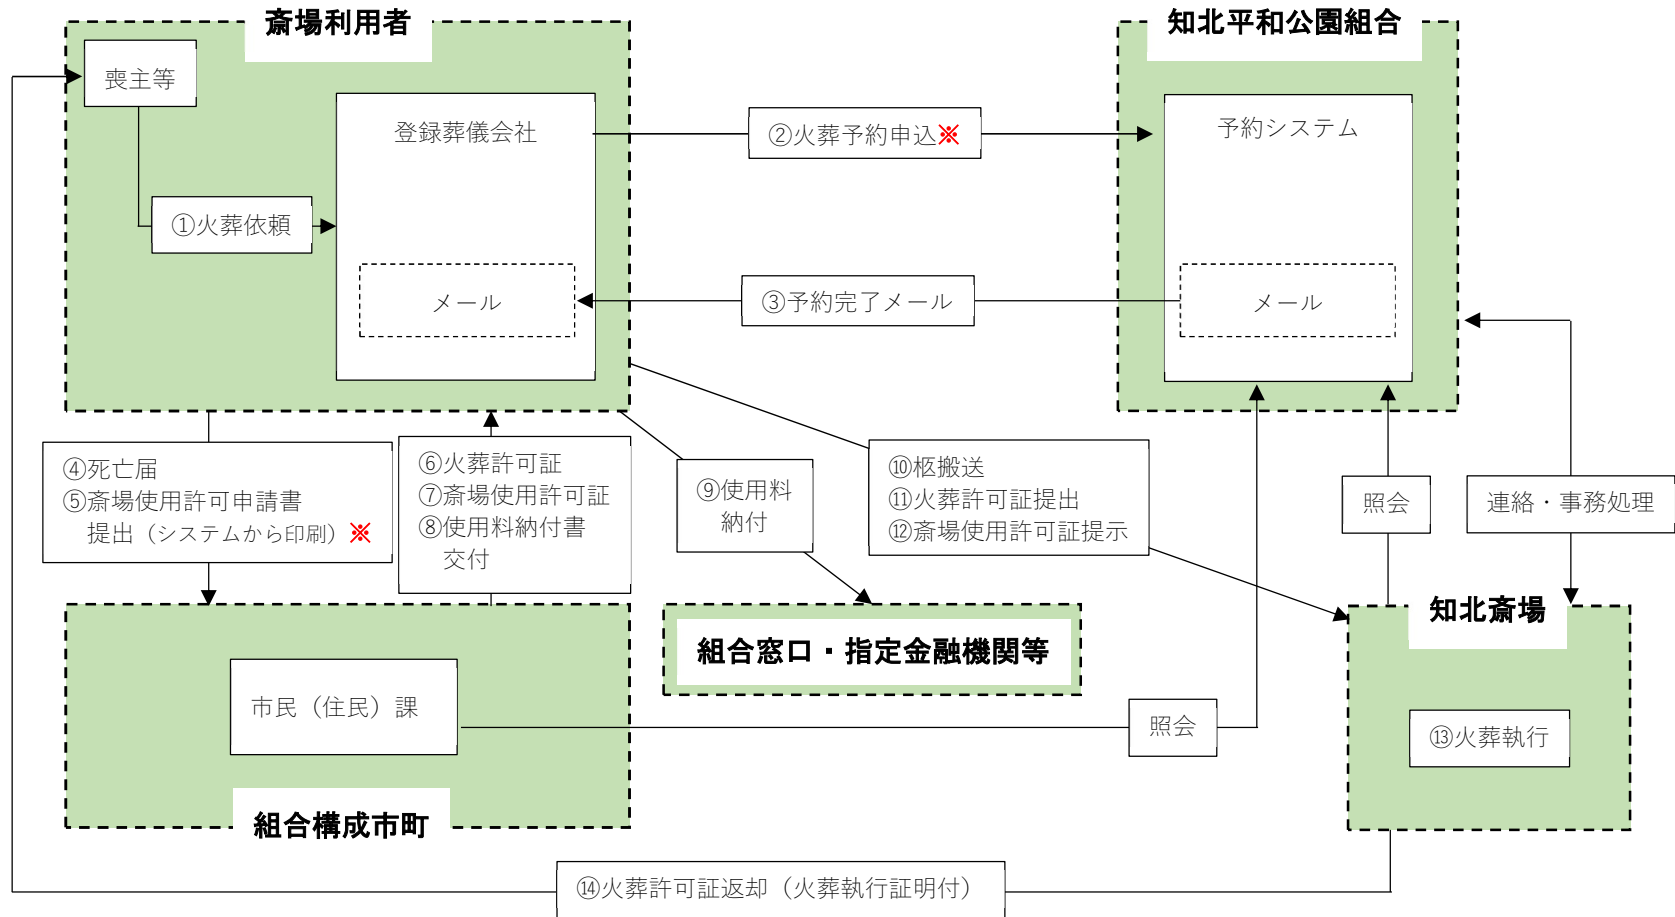 斎場利用者
知北平和公園組合
喪主等
登録葬儀会社
②火葬予約申込※
予約システム
①火葬依頼
メール
③予約完了メール
メール
④死亡届
⑤斎場使用許可申請書
提出（システムから印刷）※
⑥火葬許可証
⑦斎場使用許可証
⑧使用料納付書
交付
⑨使用料
納付
⑩柩搬送
⑪火葬許可証提出
⑫斎場使用許可証提示
照会
連絡・事務処理
組合窓口・指定金融機関等
知北斎場
市民（住民）課
照会
⑬火葬執行
組合構成市町
⑭火葬許可証返却（火葬執行証明付）